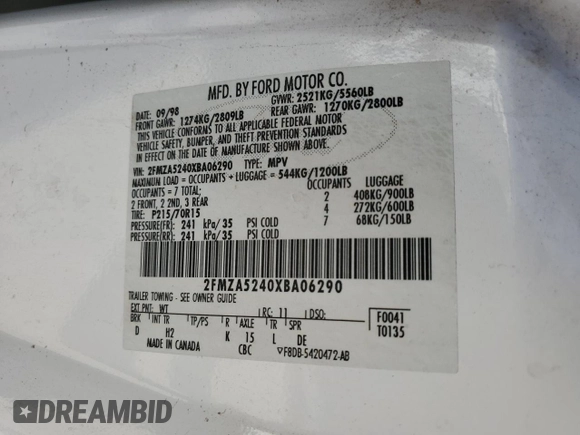 MFD. BY FORD MOTOR CO.
DATE: 09/98 GVWR: 2521KG/5560LB
FRONT GAWR: 1274KG/2809LB REAR GAWR: 1270KG/2800LB
THIS VEHICLE CONFORMS TO ALL APPLICABLE FEDERAL MOTOR
VEHICLE SAFETY, BUMPER, AND THEFT PREVENTION STANDARDS
IN EFFECT ON THE DATE OF MANUFACTURE SHOWN ABOVE.
VIN: 2FMZA5240XBA06290 TYPE: MPV
MAXIMUM LOAD = OCCUPANTS + LUGGAGE = 544KG/1200LB
OCCUPANTS = 7 TOTAL; OCCUPANTS LUGGAGE
2 FRONT, 2 2ND, 3 REAR 2 408KG/900LB
TIRE: P215/70R15 4 272KG/600LB
PRESSURE(FR): 241 kPa/35 PSI COLD 7 68KG/150LB
PRESSURE(RR): 241 kPa/35 PSI COLD
2FMZA5240XBA06290
TRAILER TOWING - SEE OWNER GUIDE
EXT PNT: WT RC: 11 DSO: F0041
BRK INT TR TP/PS R AXLE TR SPR T0135
D H2 K 15 L DE
MADE IN CANADA CBC F8DB-5420472-AB
DREAMBID